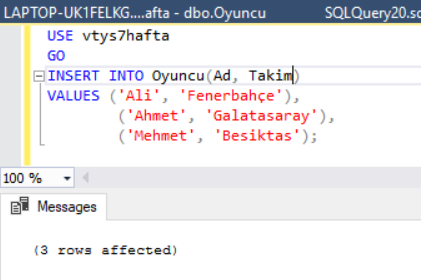 LAPTOP-UK1FELKG....afta - dbo.Oyuncu SQLQuery20.s
USE vtys7hafta
GO
INSERT INTO Oyuncu(Ad, Takim)
VALUES ('Ali', 'Fenerbahçe'),
('Ahmet', 'Galatasaray'),
('Mehmet', 'Besiktas');
100 %
Messages
(3 rows affected)